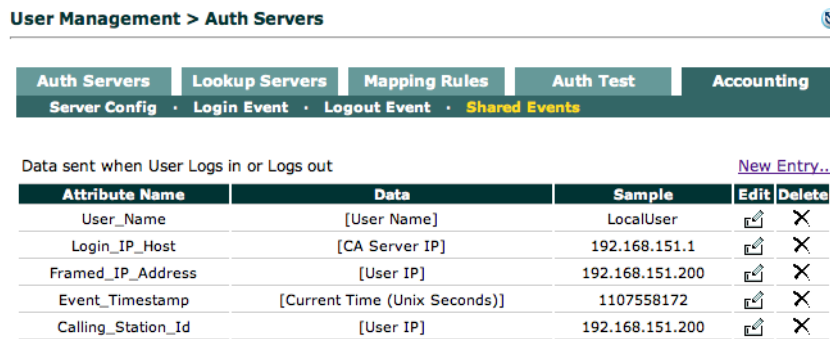 User Management > Auth Servers
Auth Servers Lookup Servers Mapping Rules Auth Test Accounting
Server Config · Login Event · Logout Event · Shared Events
Data sent when User Logs in or Logs out New Entry..
Attribute Name Data Sample Edit Delete
User_Name [User Name] LocalUser
Login_IP_Host [CA Server IP] 192.168.151.1
Framed_IP_Address [User IP] 192.168.151.200
Event_Timestamp [Current Time (Unix Seconds)] 1107558172
Calling_Station_Id [User IP] 192.168.151.200